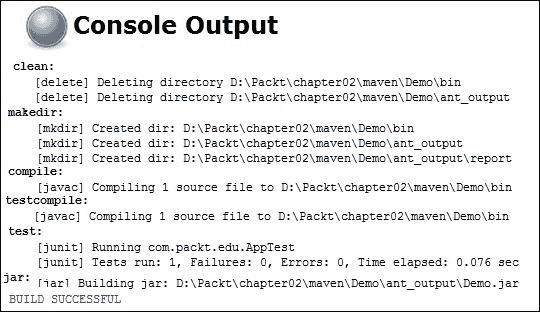 Console Output
clean:
[delete] Deleting directory D:\Packt\chapter02\maven\Demo\bin
[delete] Deleting directory D:\Packt\chapter02\maven\Demo\ant_output
makedir:
[mkdir] Created dir: D:\Packt\chapter02\maven\Demo\bin
[mkdir] Created dir: D:\Packt\chapter02\maven\Demo\ant_output
[mkdir] Created dir: D:\Packt\chapter02\maven\Demo\ant_output\report
compile:
[javac] Compiling 1 source file to D:\Packt\chapter02\maven\Demo\bin
testcompile:
[javac] Compiling 1 source file to D:\Packt\chapter02\maven\Demo\bin
test:
[junit] Running com.packt.edu.AppTest
[junit] Tests run: 1, Failures: 0, Errors: 0, Time elapsed: 0.076 sec
jar:
[jar] Building jar: D:\Packt\chapter02\maven\Demo\ant_output\Demo.jar
BUILD SUCCESSFUL